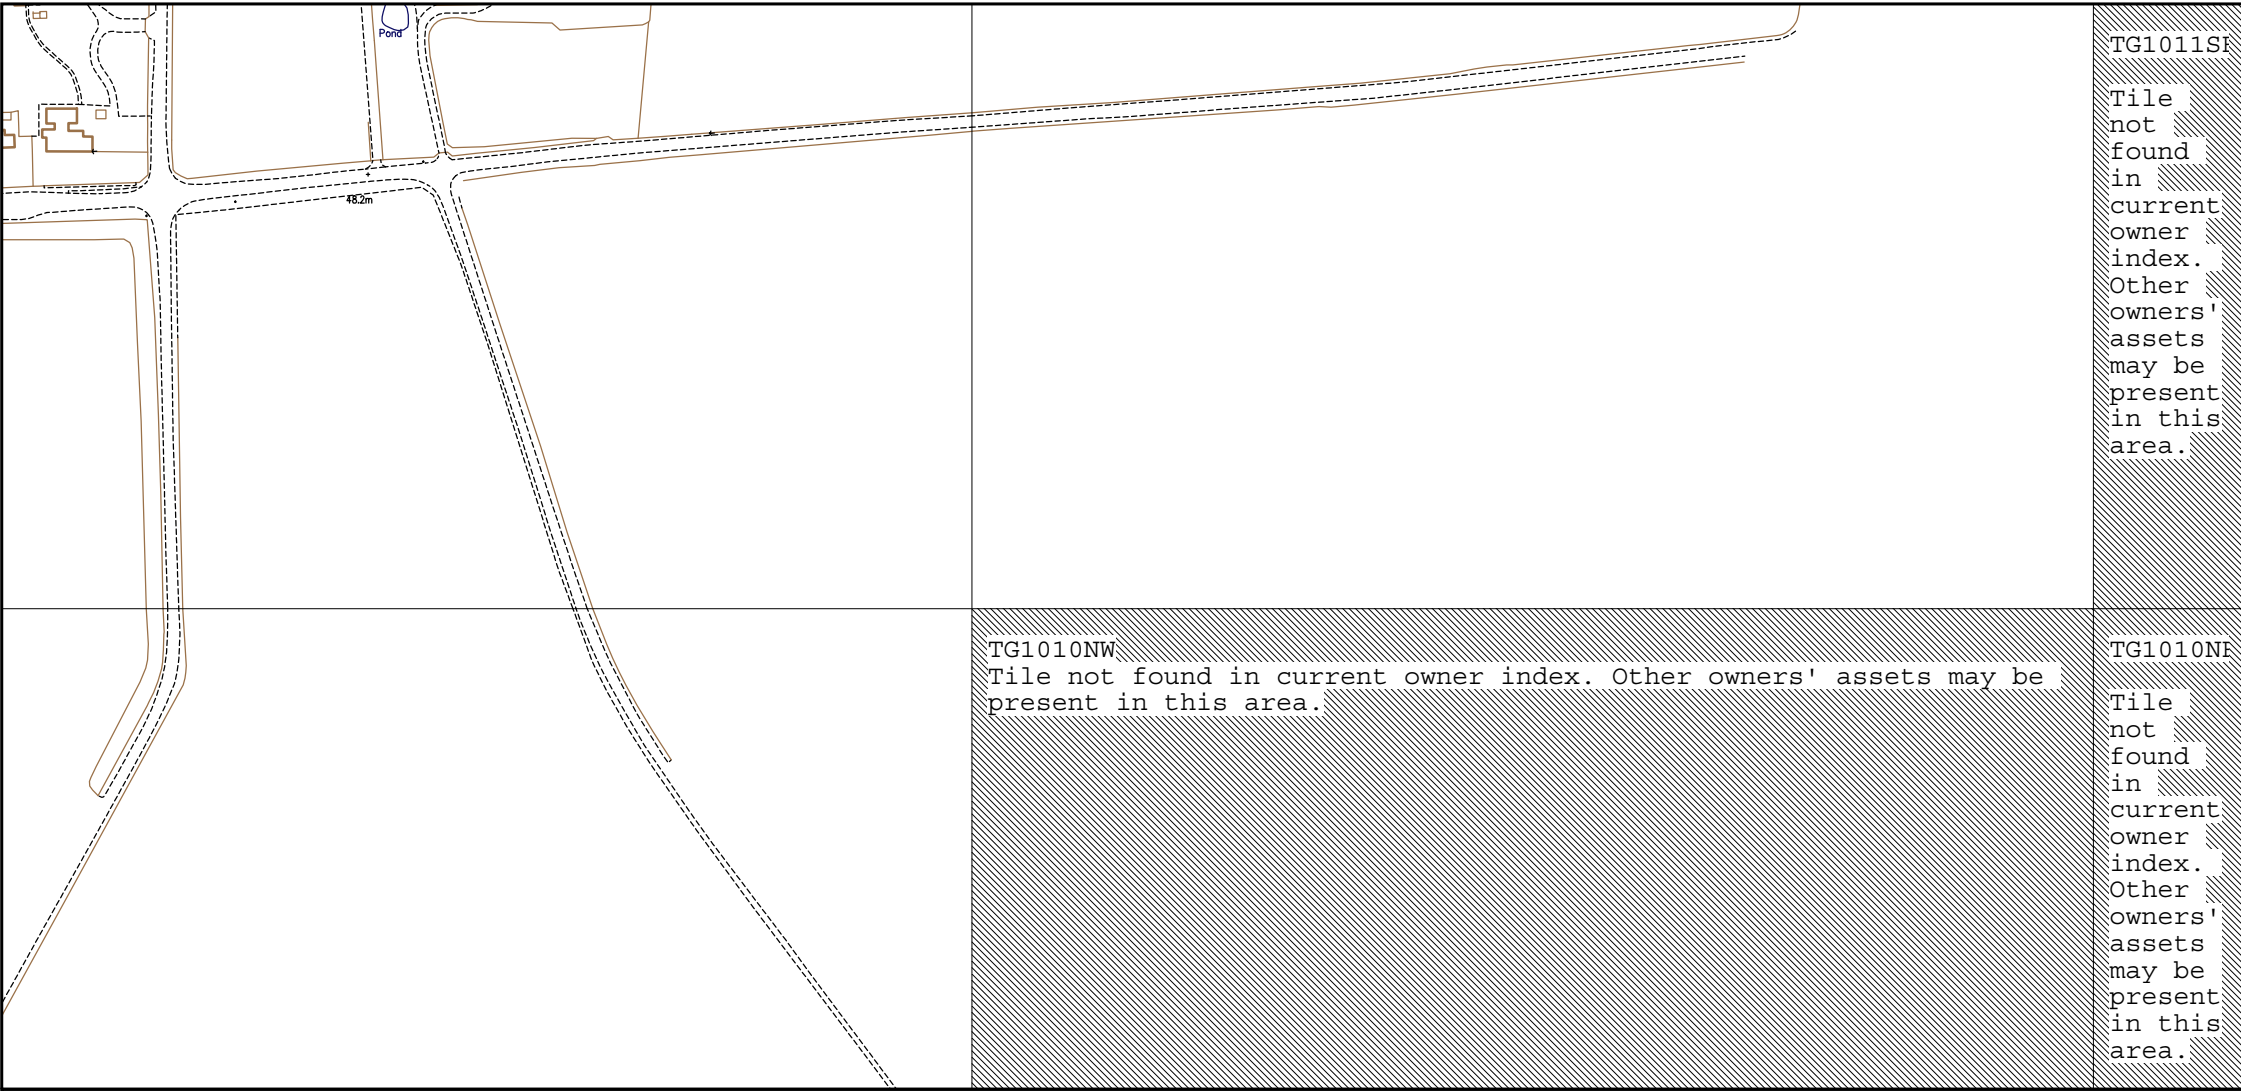 Pond
48.2m
TG1011SE
Tile
not
found
in
current
owner
index.
Other
owners'
assets
may be
present
in this
area.
TG1010NW
Tile not found in current owner index. Other owners' assets may be
present in this area.
TG1010NE
Tile
not
found
in
current
owner
index.
Other
owners'
assets
may be
present
in this
area.